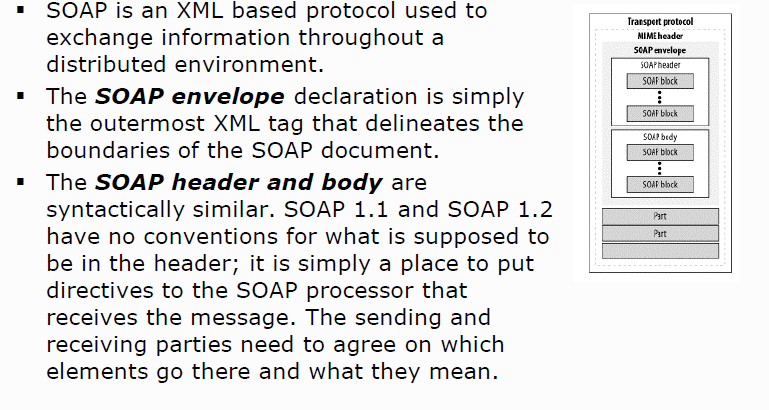 ▪ SOAP is an XML based protocol used to
exchange information throughout a
distributed environment.
▪ The SOAP envelope declaration is simply
the outermost XML tag that delineates the
boundaries of the SOAP document.
▪ The SOAP header and body are
syntactically similar. SOAP 1.1 and SOAP 1.2
have no conventions for what is supposed to
be in the header; it is simply a place to put
directives to the SOAP processor that
receives the message. The sending and
receiving parties need to agree on which
elements go there and what they mean.
Transport protocol
MIME header
SOAP envelope
SOAP header
SOAP block
SOAP block
SOAP body
SOAP block
SOAP block
Part
Part